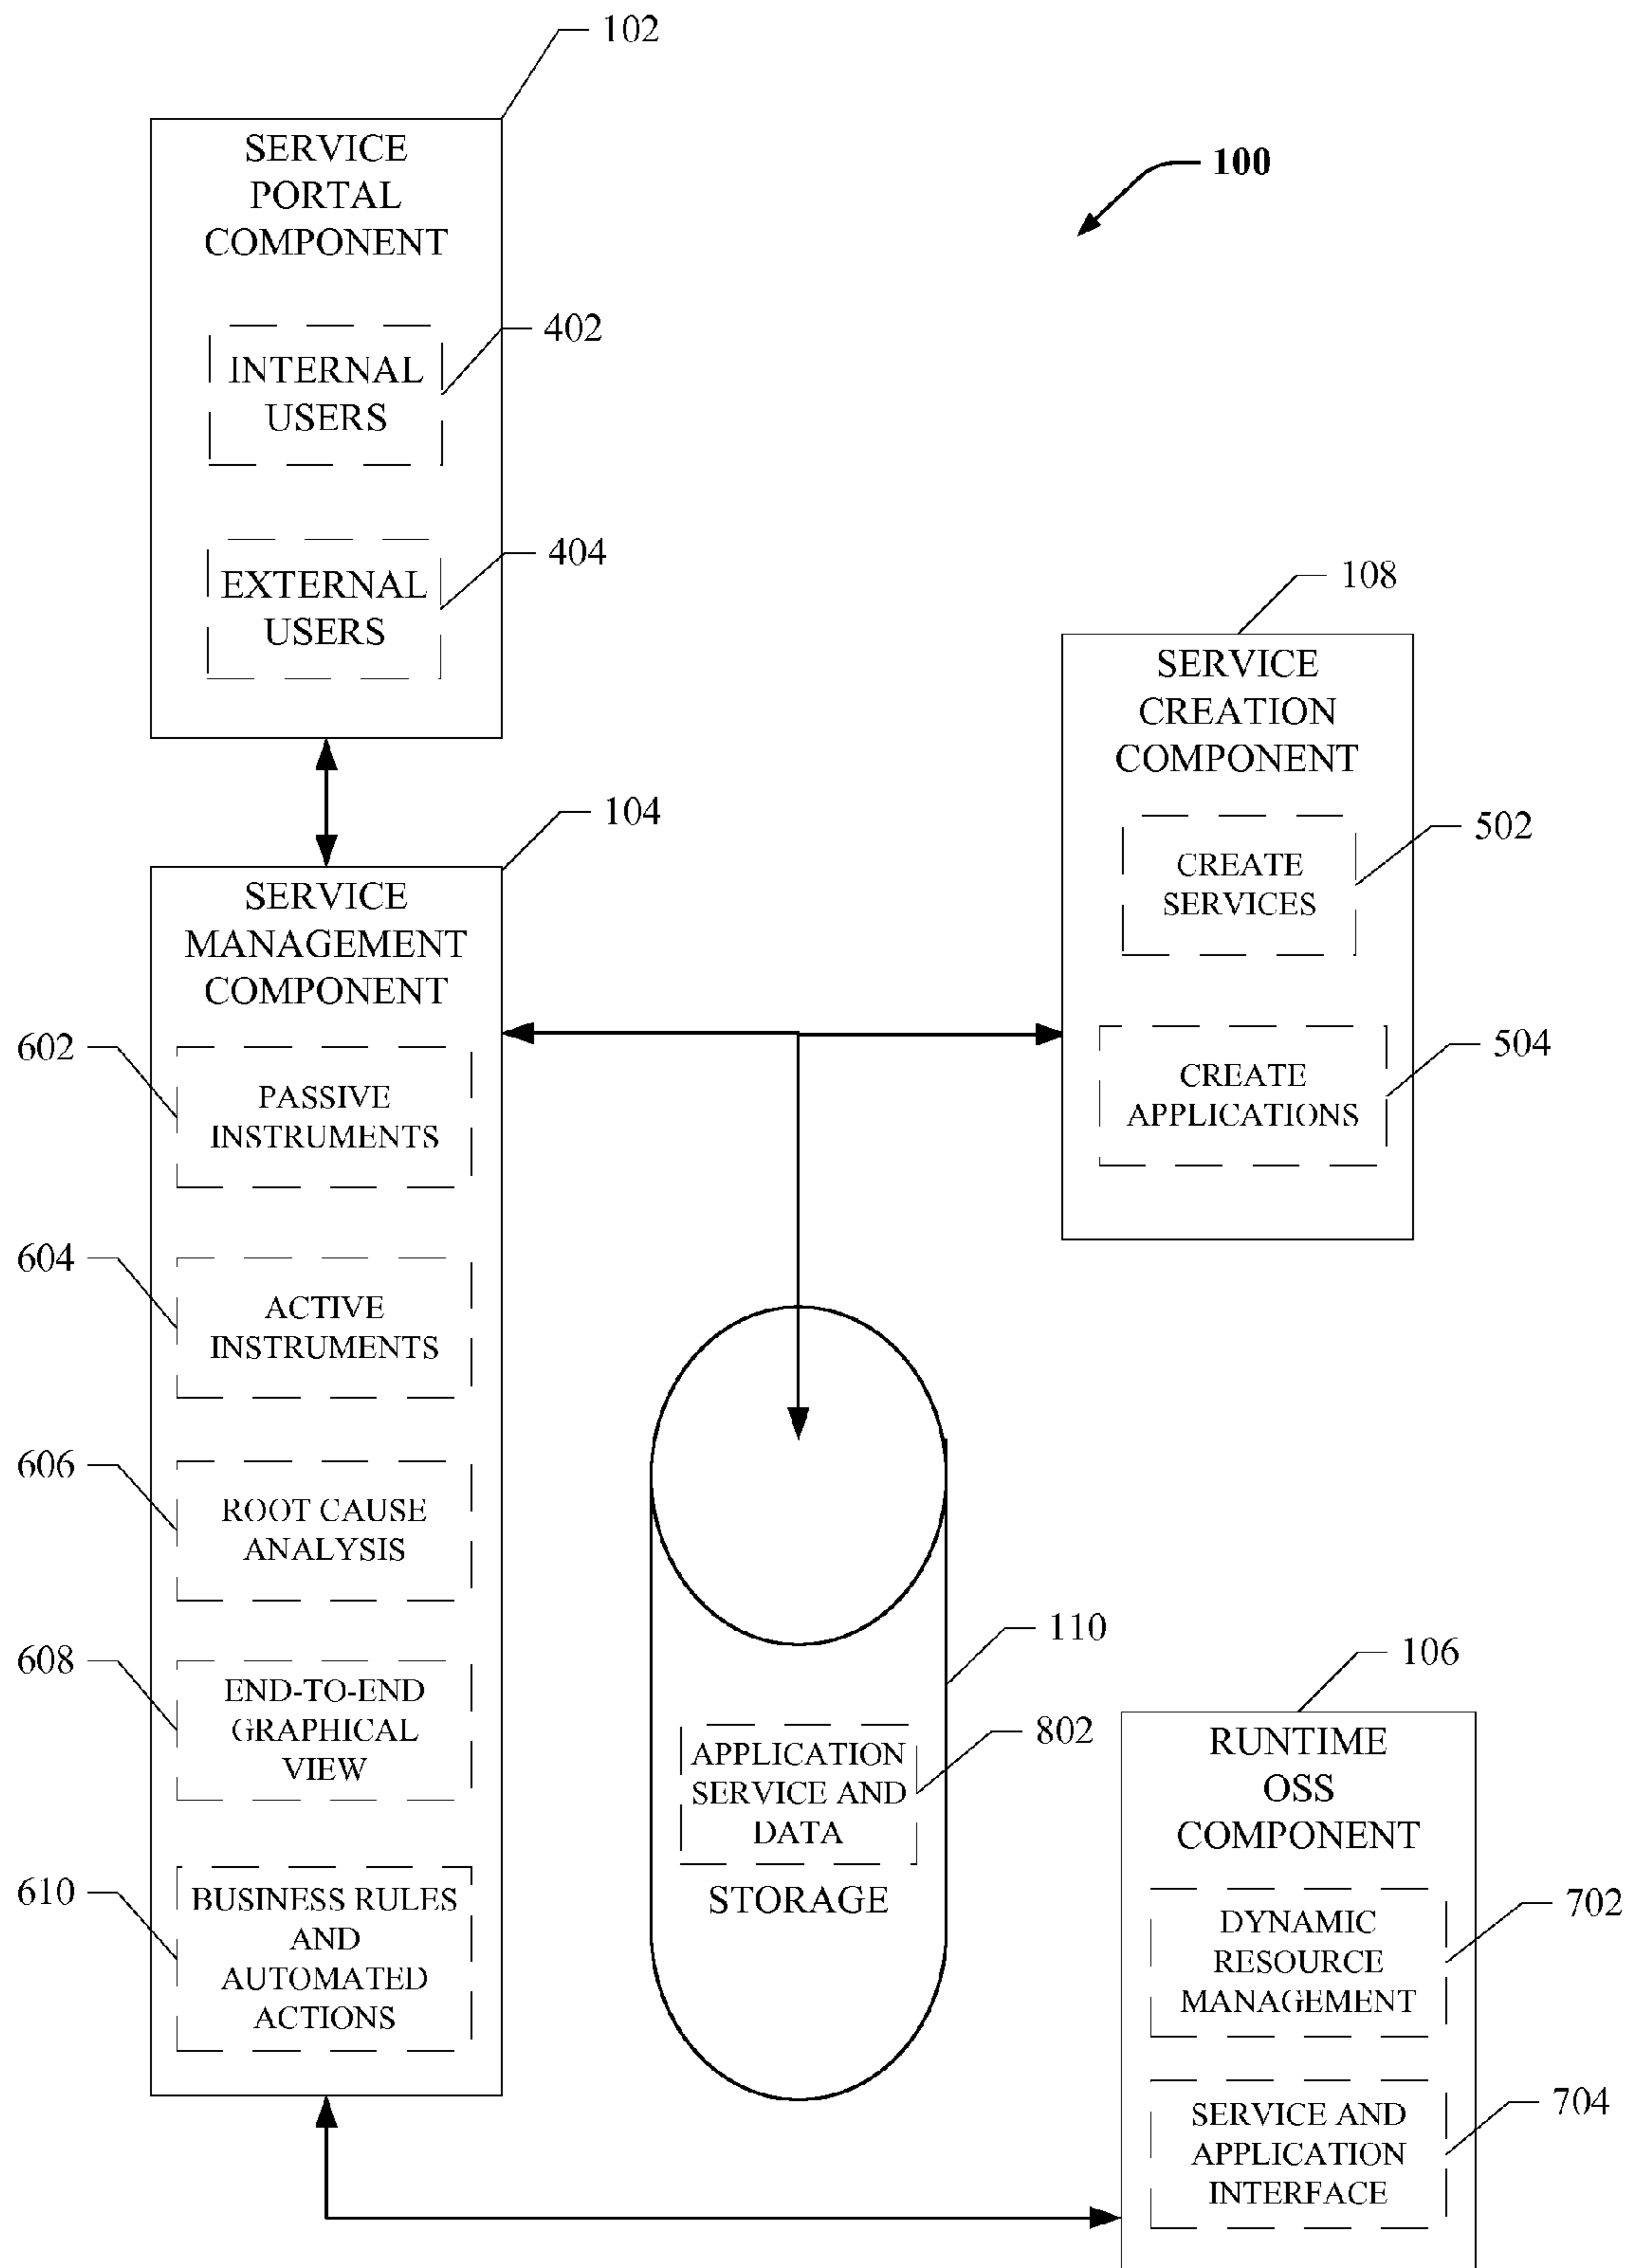 102
SERVICE
PORTAL
COMPONENT
100
INTERNAL
USERS
402
EXTERNAL
USERS
404
108
SERVICE
CREATION
COMPONENT
CREATE
SERVICES
502
CREATE
APPLICATIONS
504
104
SERVICE
MANAGEMENT
COMPONENT
602
PASSIVE
INSTRUMENTS
604
ACTIVE
INSTRUMENTS
606
ROOT CAUSE
ANALYSIS
608
END-TO-END
GRAPHICAL
VIEW
610
BUSINESS RULES
AND
AUTOMATED
ACTIONS
110
APPLICATION
SERVICE AND
DATA
802
STORAGE
106
RUNTIME
OSS
COMPONENT
DYNAMIC
RESOURCE
MANAGEMENT
702
SERVICE AND
APPLICATION
INTERFACE
704